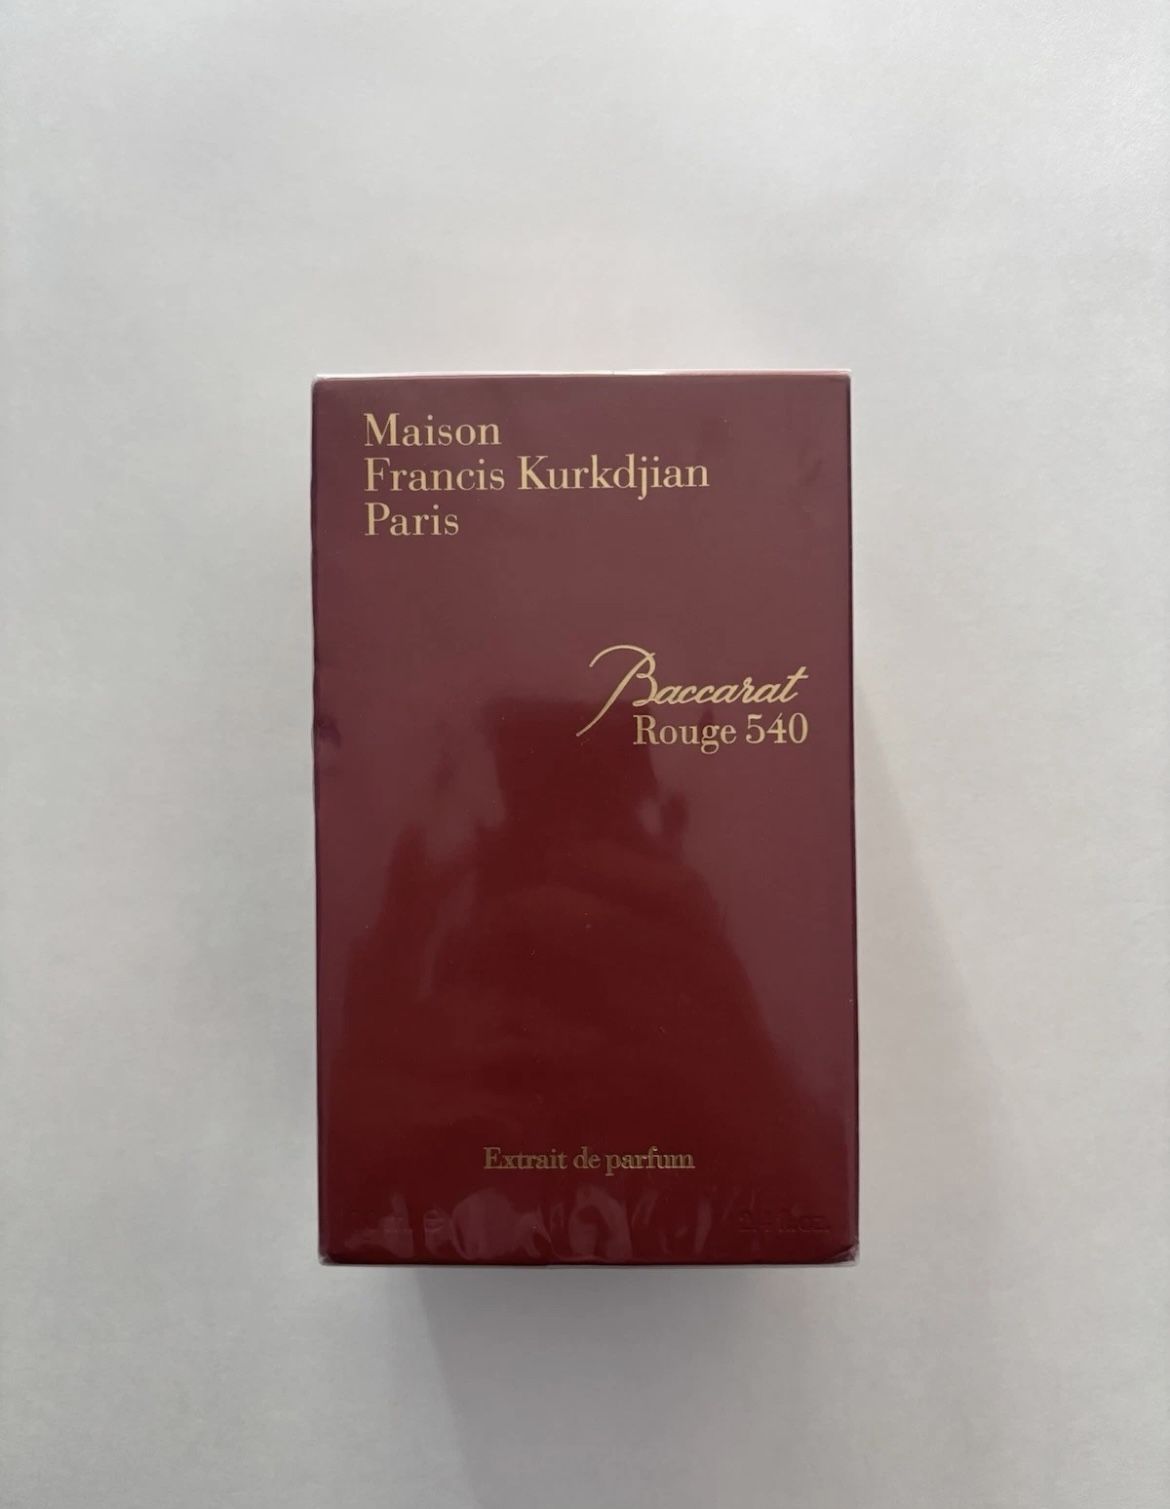 Maison
Francis Kurkdjian
Paris
Baccarat
Rouge 540
Extrait de parfum